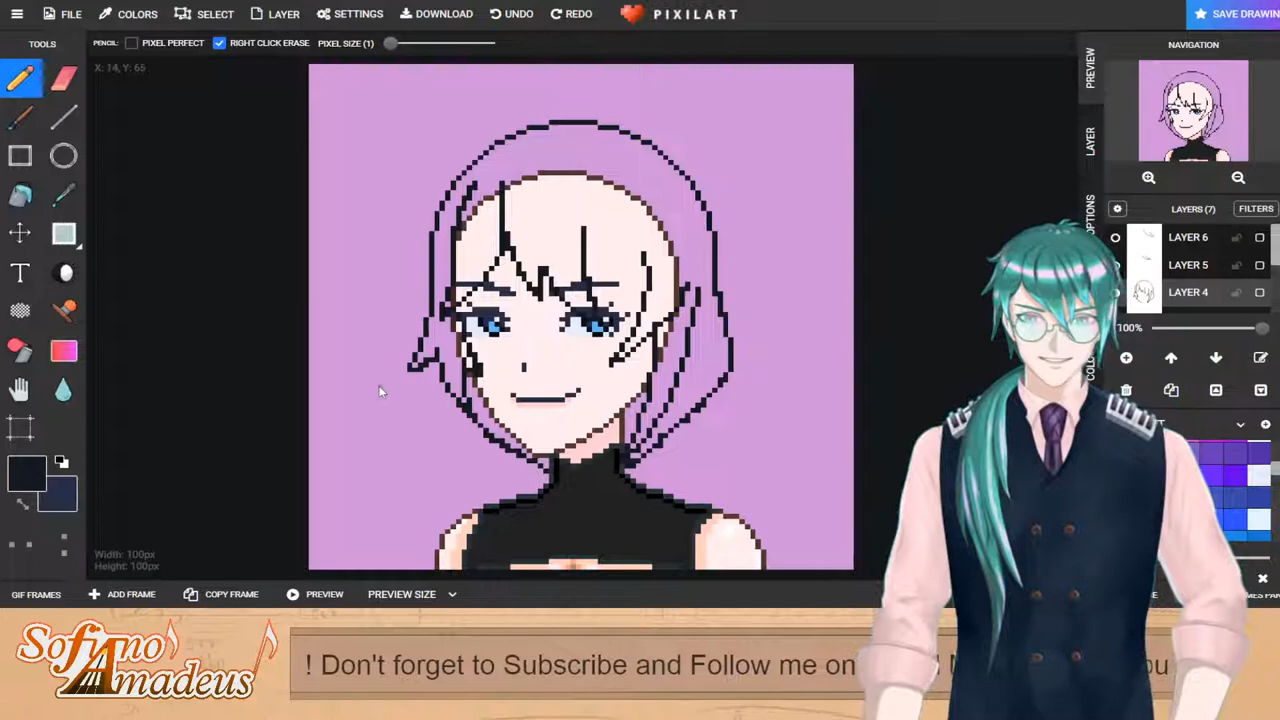 FILE COLORS SELECT LAYER SETTINGS DOWNLOAD UNDO REDO PIXILART SAVE DRAWIN
TOOLS
PENCIL: PIXEL PERFECT RIGHT CLICK ERASE PIXEL SIZE (1)
NAVIGATION
X: 14, Y: 65
PREVIEW
LAYER
OPTIONS
LAYERS (7) FILTERS
LAYER 6
LAYER 5
LAYER 4
100%
T
Width: 100px
Height: 100px
GIF FRAMES ADD FRAME COPY FRAME PREVIEW PREVIEW SIZE
Sofiano
Amadeus
! Don't forget to Subscribe and Follow me on